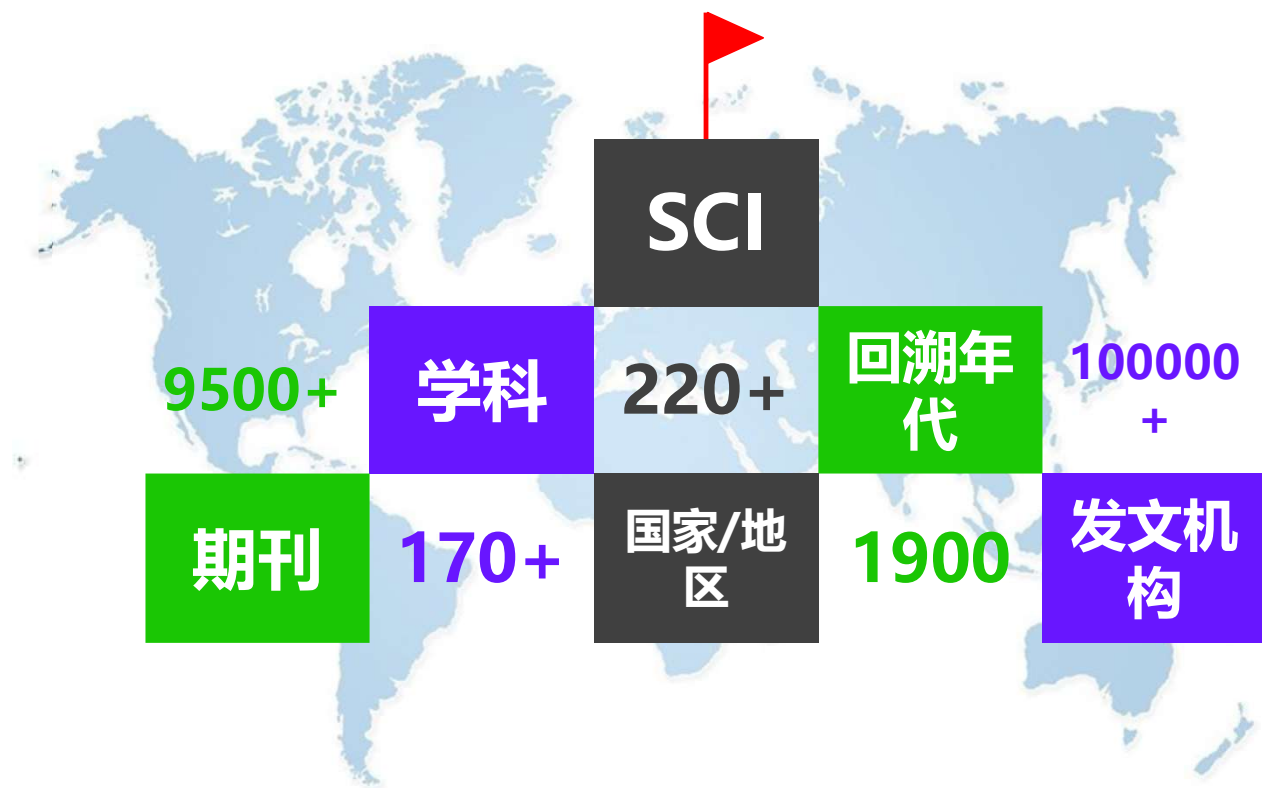 SCI
9500+
学科
220+
回溯年
代
100000
+
期刊
170+
国家/地
区
1900
发文机
构